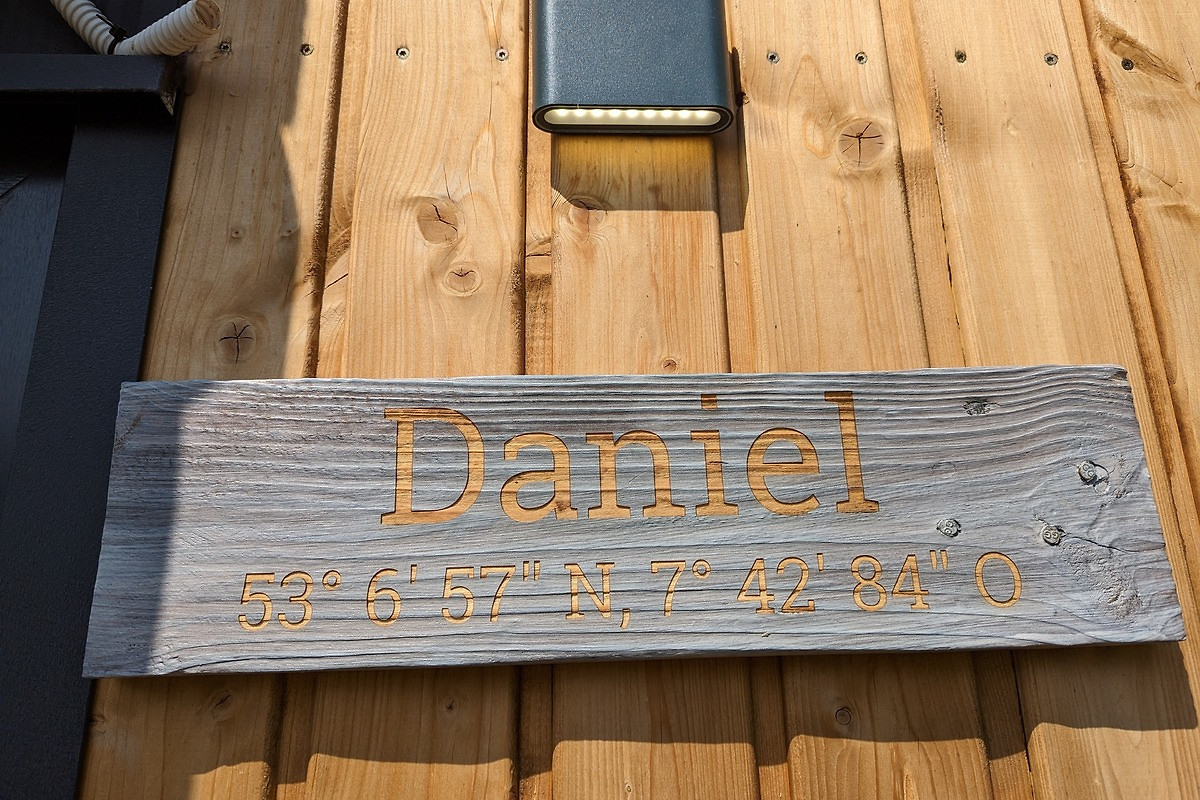 Daniel
53° 6' 57" N, 7° 42' 84" O